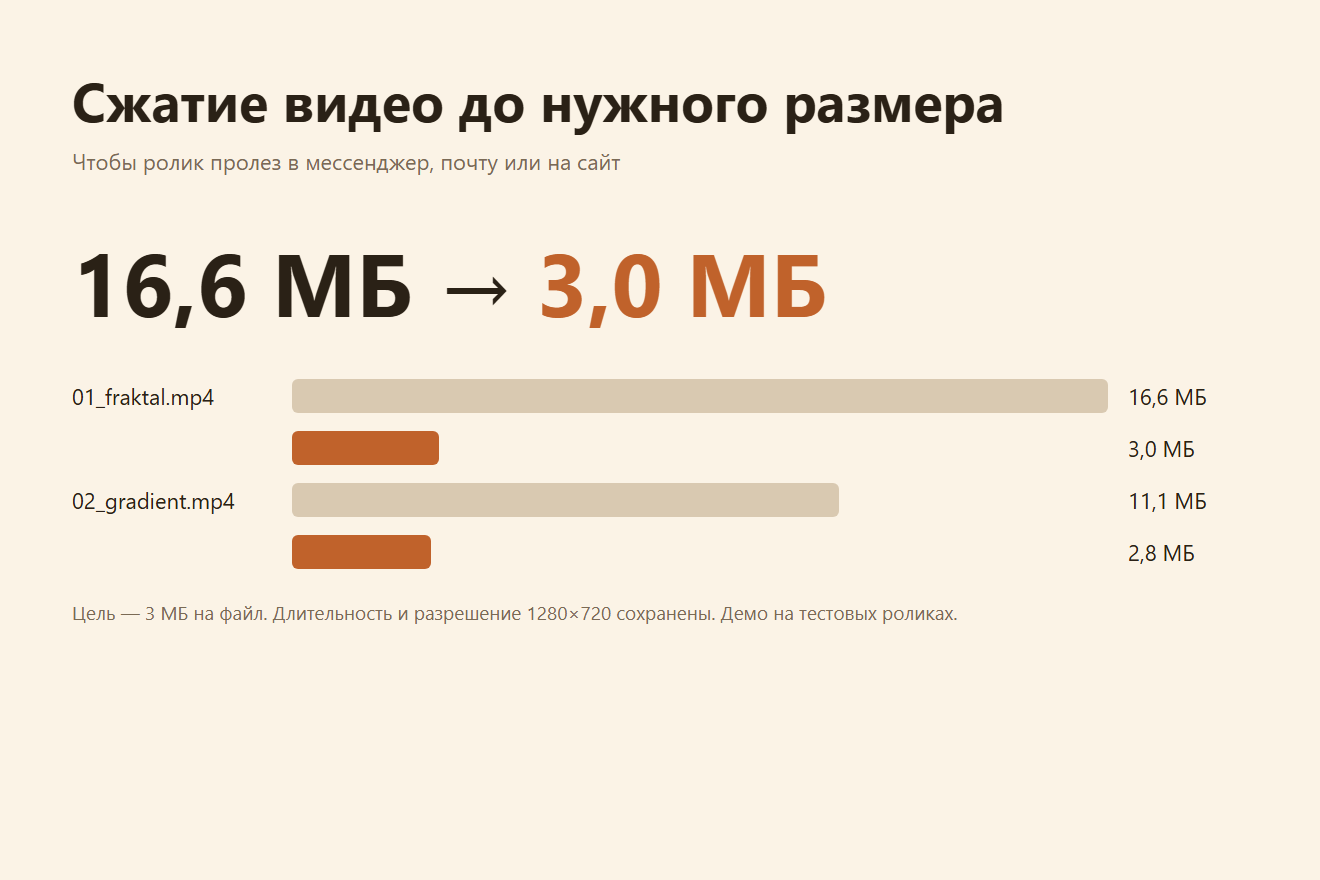 Сжатие видео до нужного размера
Чтобы ролик пролез в мессенджер, почту или на сайт
16,6 МБ → 3,0 МБ
01_fraktal.mp4 16,6 МБ
3,0 МБ
02_gradient.mp4 11,1 МБ
2,8 МБ
Цель — 3 МБ на файл. Длительность и разрешение 1280×720 сохранены. Демо на тестовых роликах.